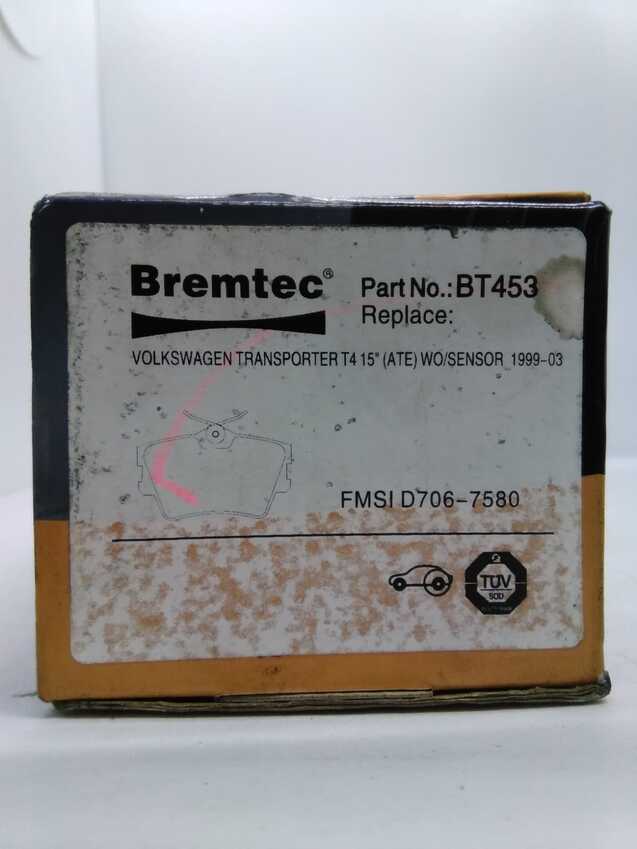 Bremtec®
Part No.: BT453
Replace:
VOLKSWAGEN TRANSPORTER T4 15" (ATE) WO/SENSOR 1999-03
FMSI D706-7580
TÜV
SÜD